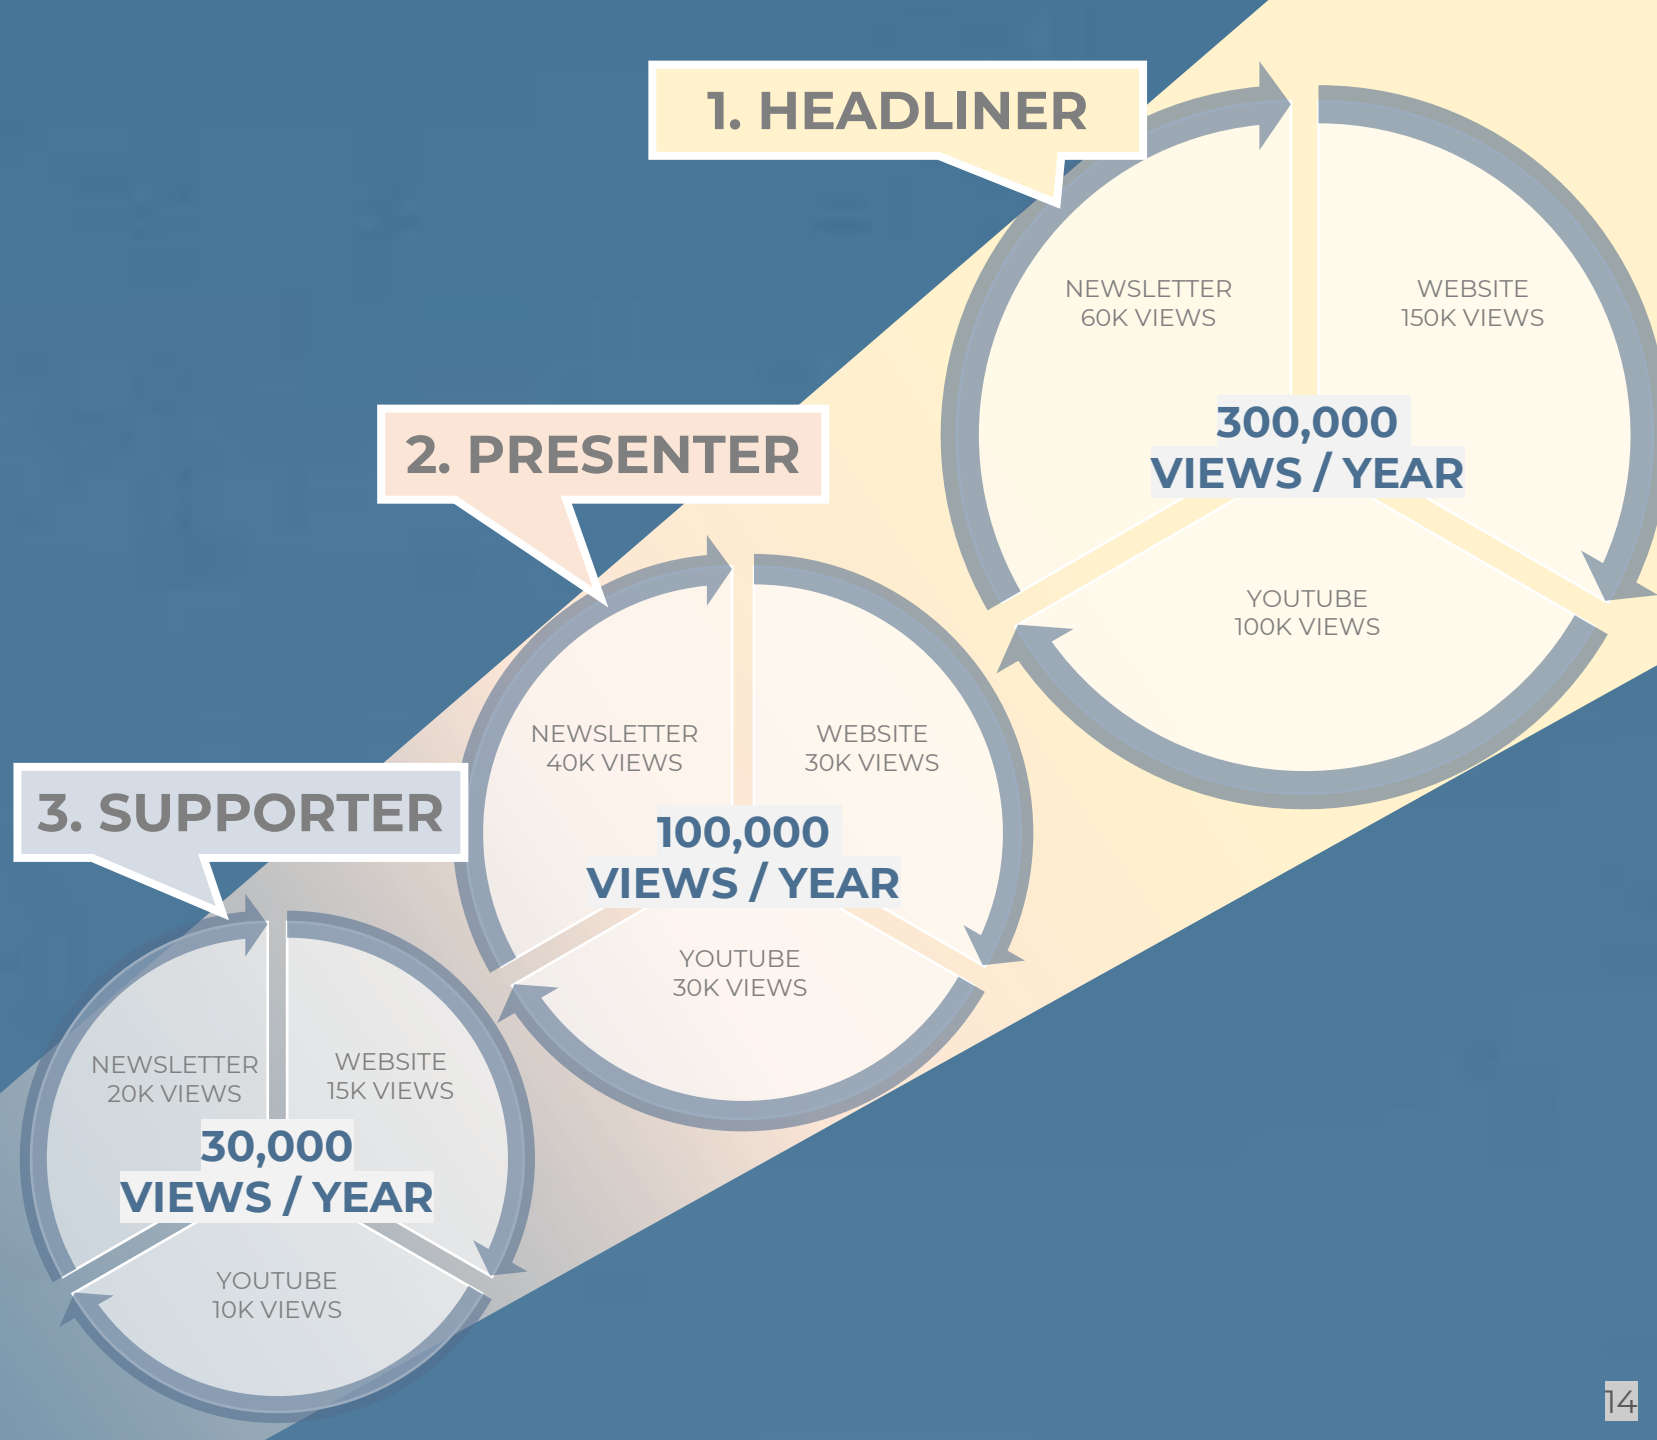 1. HEADLINER
NEWSLETTER
60K VIEWS
WEBSITE
150K VIEWS
300,000
VIEWS / YEAR
YOUTUBE
100K VIEWS
2. PRESENTER
NEWSLETTER
40K VIEWS
WEBSITE
30K VIEWS
100,000
VIEWS / YEAR
YOUTUBE
30K VIEWS
3. SUPPORTER
NEWSLETTER
20K VIEWS
WEBSITE
15K VIEWS
30,000
VIEWS / YEAR
YOUTUBE
10K VIEWS
14